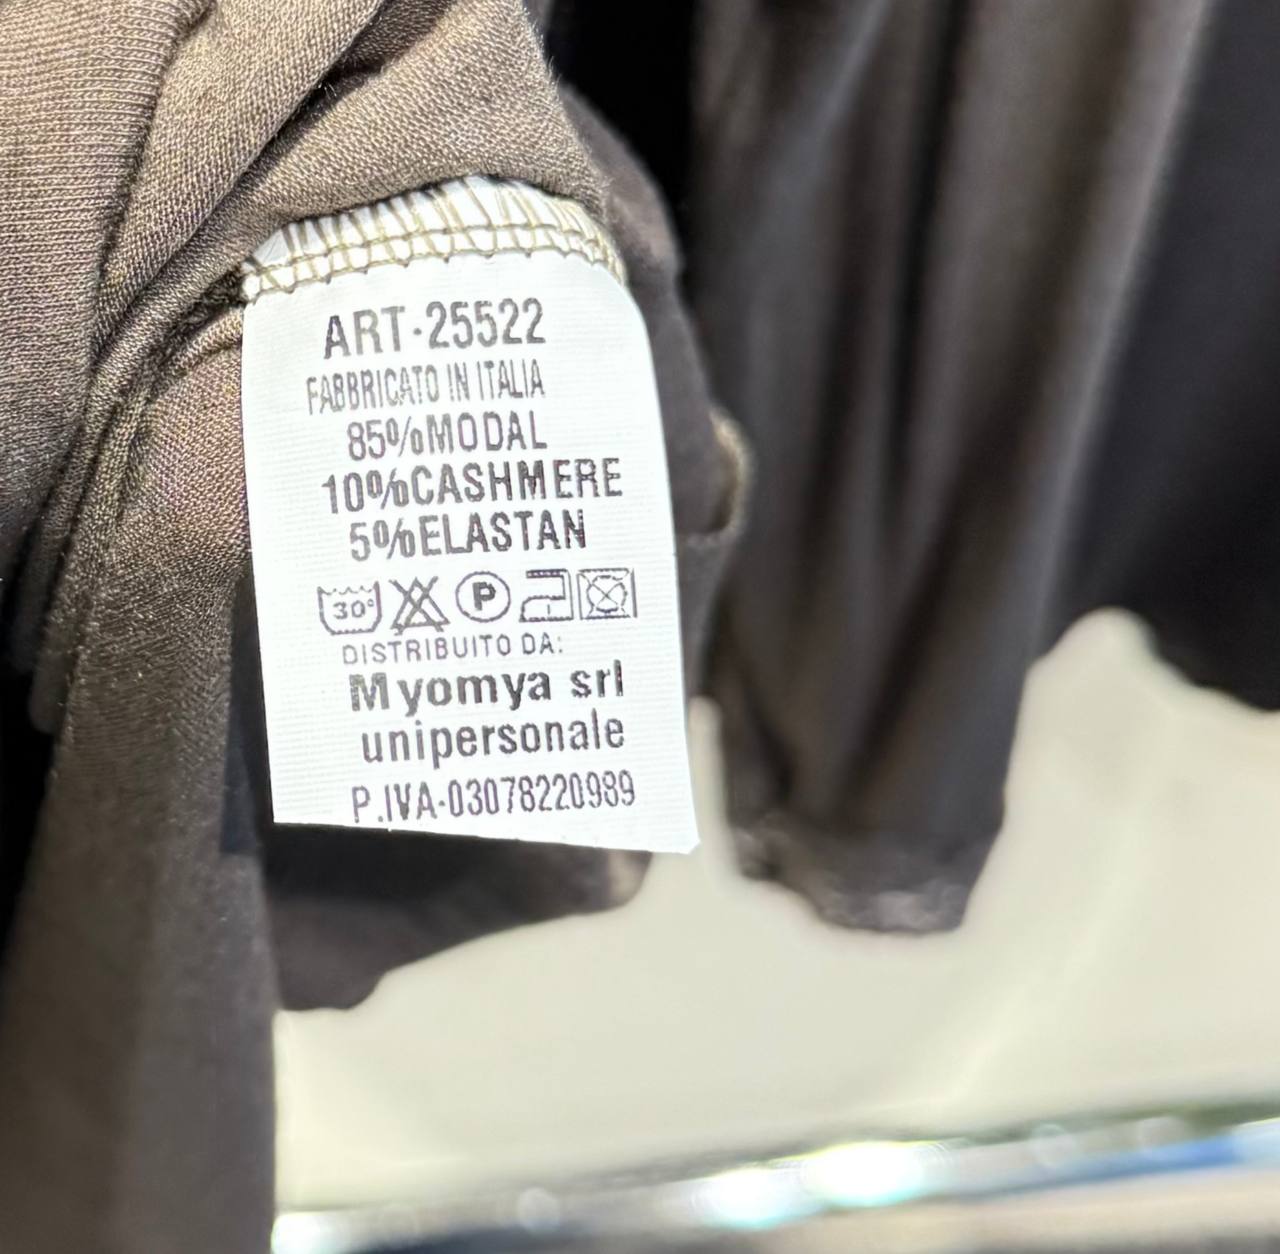 ART-25522
FABBRICATO IN ITALIA
85%MODAL
10%CASHMERE
5%ELASTAN
30° P
DISTRIBUITO DA:
Myomya srl
unipersonale
P.IVA-03078220989